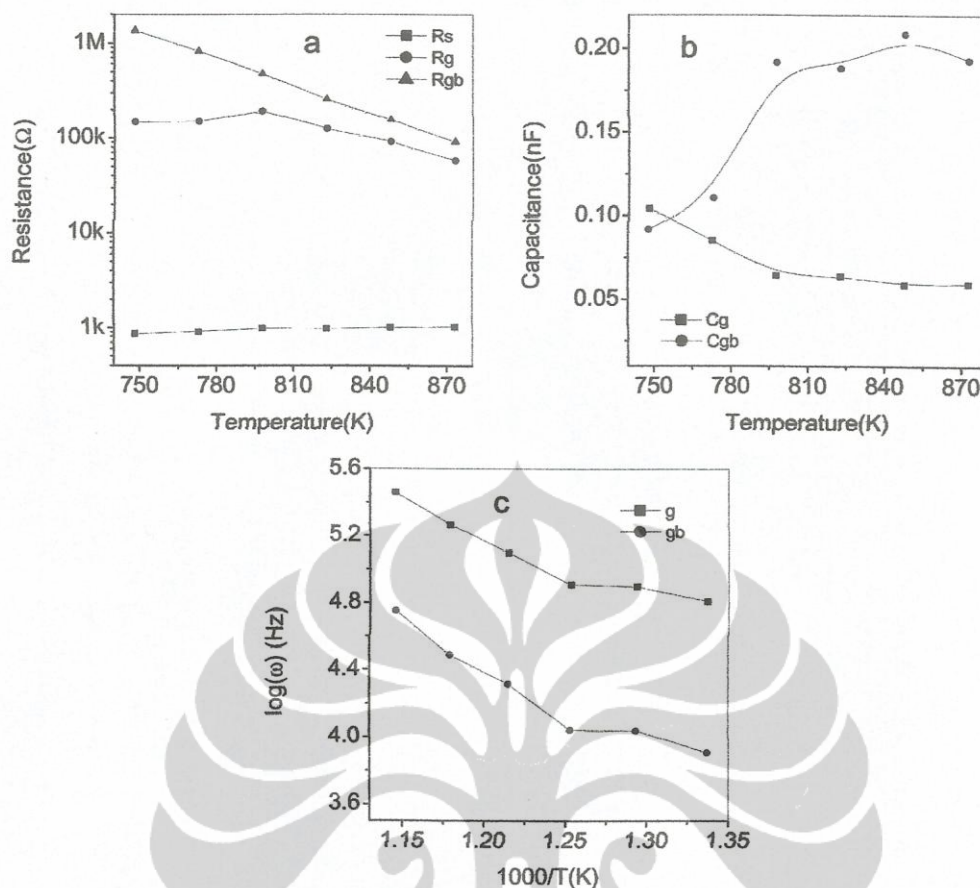 a
Rs
Rg
Rgb
1M
100k
10k
1k
Resistance(Ω)
750 780 810 840 870
Temperature(K)
b
0.20
0.15
0.10
0.05
Capacitance(nF)
Cg
Cgb
750 780 810 840 870
Temperature(K)
c
g
gb
5.6
5.2
4.8
4.4
4.0
3.6
log(ω) (Hz)
1.15 1.20 1.25 1.30 1.35
1000/T(K)